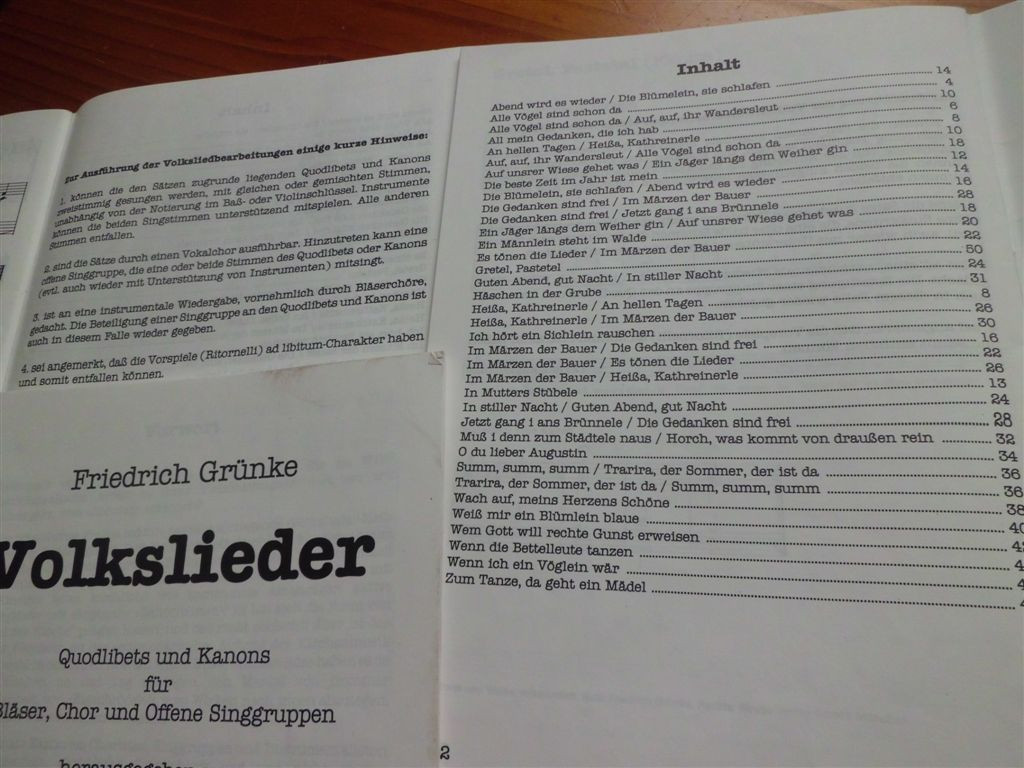 Zur Ausführung der Volksliedbearbeitungen einige kurze Hinweise:
1. können die den Sätzen zugrunde liegenden Quodlibets und Kanons
zweistimmig gesungen werden, mit gleichen oder gemischten Stimmen,
unabhängig von der Notierung im Baß- oder Violinschlüssel. Instrumente
können die beiden Singstimmen unterstützend mitspielen. Alle anderen
Stimmen entfallen.
2. sind die Sätze durch einen Vokalchor ausführbar. Hinzutreten kann eine
offene Singgruppe, die eine oder beide Stimmen des Quodlibets oder Kanons
(evtl. auch wieder mit Unterstützung von Instrumenten) mitsingt.
3. ist an eine instrumentale Wiedergabe, vornehmlich durch Bläserchöre,
gedacht. Die Beteiligung einer Singgruppe an den Quodlibets und Kanons ist
auch in diesem Falle wieder gegeben.
4. sei angemerkt, daß die Vorspiele (Ritornelli) ad libitum-Charakter haben
und somit entfallen können.
Friedrich Grünke
Volkslieder
Quodlibets und Kanons
für
Bläser, Chor und Offene Singgruppen
Inhalt
Abend wird es wieder / Die Blümelein, sie schlafen 14
Alle Vögel sind schon da 4
Alle Vögel sind schon da / Auf, auf, ihr Wandersleut 10
All mein Gedanken, die ich hab 6
An hellen Tagen / Heißa, Kathreinerle 8
Auf, auf, ihr Wandersleut / Alle Vögel sind schon da 10
Auf unsrer Wiese gehet was / Ein Jäger längs dem Weiher gin 18
Die beste Zeit im Jahr ist mein 12
Die Blümelein, sie schlafen / Abend wird es wieder 14
Die Gedanken sind frei / Im Märzen der Bauer 16
Die Gedanken sind frei / Jetzt gang i ans Brünnele 28
Ein Jäger längs dem Weiher gin / Auf unsrer Wiese gehet was 18
Ein Männlein steht im Walde 20
Es tönen die Lieder / Im Märzen der Bauer 22
Gretel, Pastetel 50
Guten Abend, gut Nacht / In stiller Nacht 24
Häschen in der Grube 31
Heißa, Kathreinerle / An hellen Tagen 8
Heißa, Kathreinerle / Im Märzen der Bauer 26
Ich hört ein Sichlein rauschen 30
Im Märzen der Bauer / Die Gedanken sind frei 16
Im Märzen der Bauer / Es tönen die Lieder 22
Im Märzen der Bauer / Heißa, Kathreinerle 26
In Mutters Stübele 13
In stiller Nacht / Guten Abend, gut Nacht 24
Jetzt gang i ans Brünnele / Die Gedanken sind frei 28
Muß i denn zum Städtele naus / Horch, was kommt von draußen rein 32
O du lieber Augustin 34
Summ, summ, summ / Trarira, der Sommer, der ist da 36
Trarira, der Sommer, der ist da / Summ, summ, summ 36
Wach auf, meins Herzens Schöne 38
Weiß mir ein Blümlein blaue 40
Wem Gott will rechte Gunst erweisen
Wenn die Bettelleute tanzen
Wenn ich ein Vöglein wär
Zum Tanze, da geht ein Mädel
2